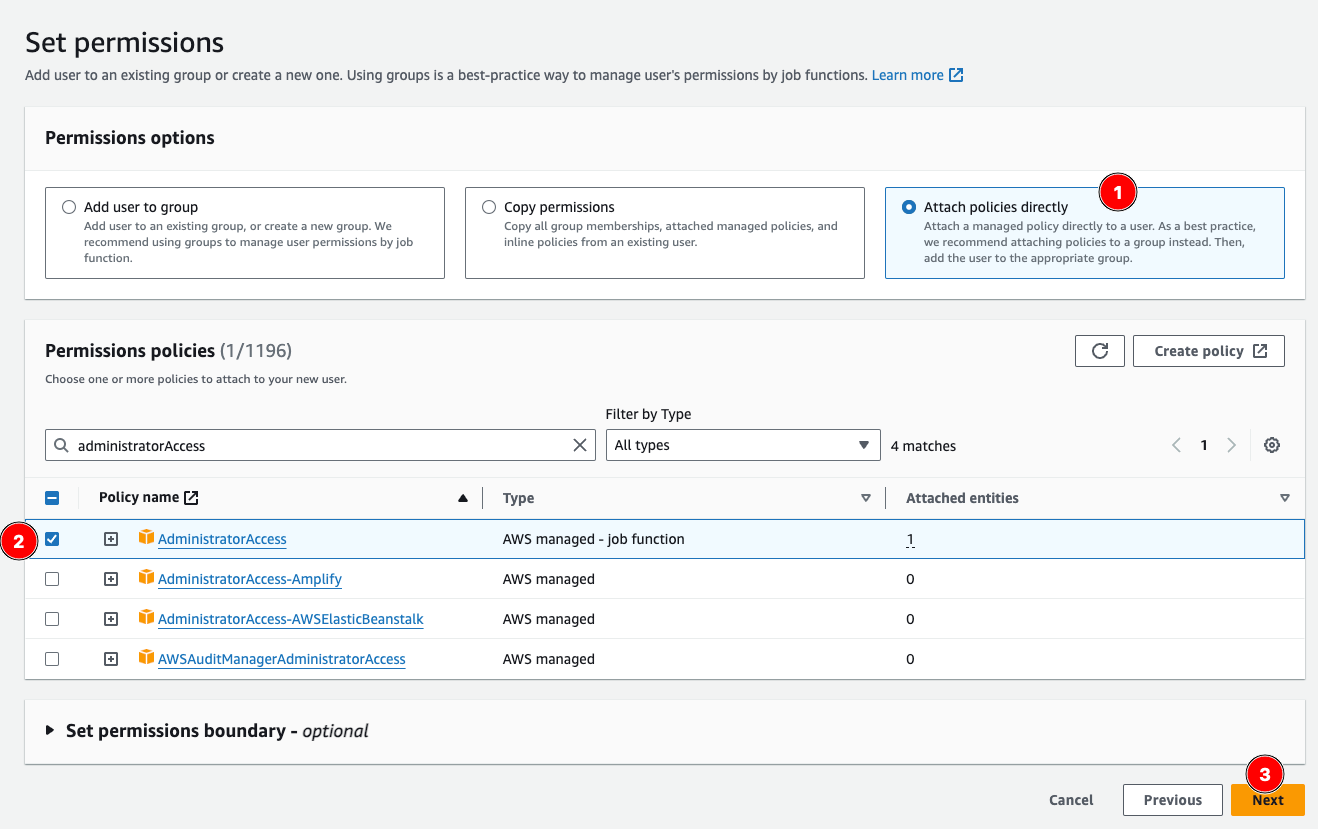 Set permissions
Add user to an existing group or create a new one. Using groups is a best-practice way to manage user's permissions by job functions. Learn more
Permissions options
Add user to group
Add user to an existing group, or create a new group. We
recommend using groups to manage user permissions by job
function.
Copy permissions
Copy all group memberships, attached managed policies, and
inline policies from an existing user.
1
Attach policies directly
Attach a managed policy directly to a user. As a best practice,
we recommend attaching policies to a group instead. Then,
add the user to the appropriate group.
Permissions policies (1/1196)
Choose one or more policies to attach to your new user.
Create policy
Filter by Type
administratorAccess
All types
4 matches
1
Policy name Type Attached entities
2 AdministratorAccess AWS managed - job function 1
AdministratorAccess-Amplify AWS managed 0
AdministratorAccess-AWSElasticBeanstalk AWS managed 0
AWSAuditManagerAdministratorAccess AWS managed 0
Set permissions boundary - optional
3
Cancel Previous Next